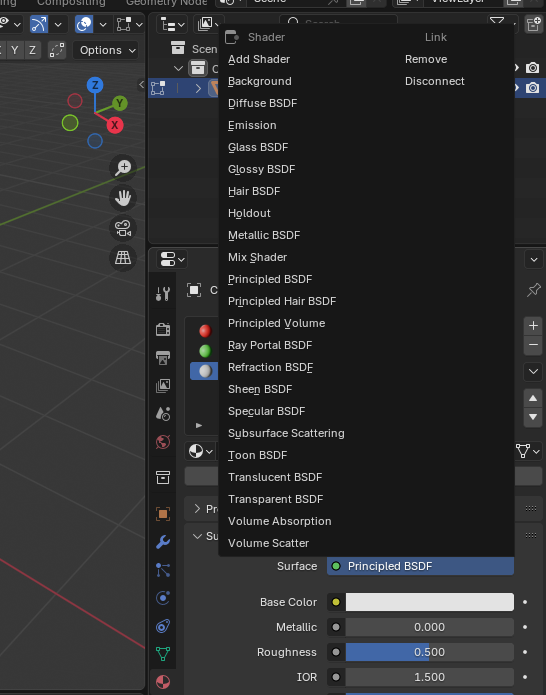 Compositing
Geometry Node
Scene
ViewLayer
Search
Y Z
Options
Scen
Z
Y
X
Shader
Link
Add Shader
Remove
Background
Disconnect
Diffuse BSDF
Emission
Glass BSDF
Glossy BSDF
Hair BSDF
Holdout
Metallic BSDF
Mix Shader
Principled BSDF
Principled Hair BSDF
Principled Volume
Ray Portal BSDF
Refraction BSDF
Sheen BSDF
Specular BSDF
Subsurface Scattering
Toon BSDF
Translucent BSDF
Transparent BSDF
Volume Absorption
Volume Scatter
Surface
Principled BSDF
Base Color
Metallic
0.000
Roughness
0.500
IOR
1.500